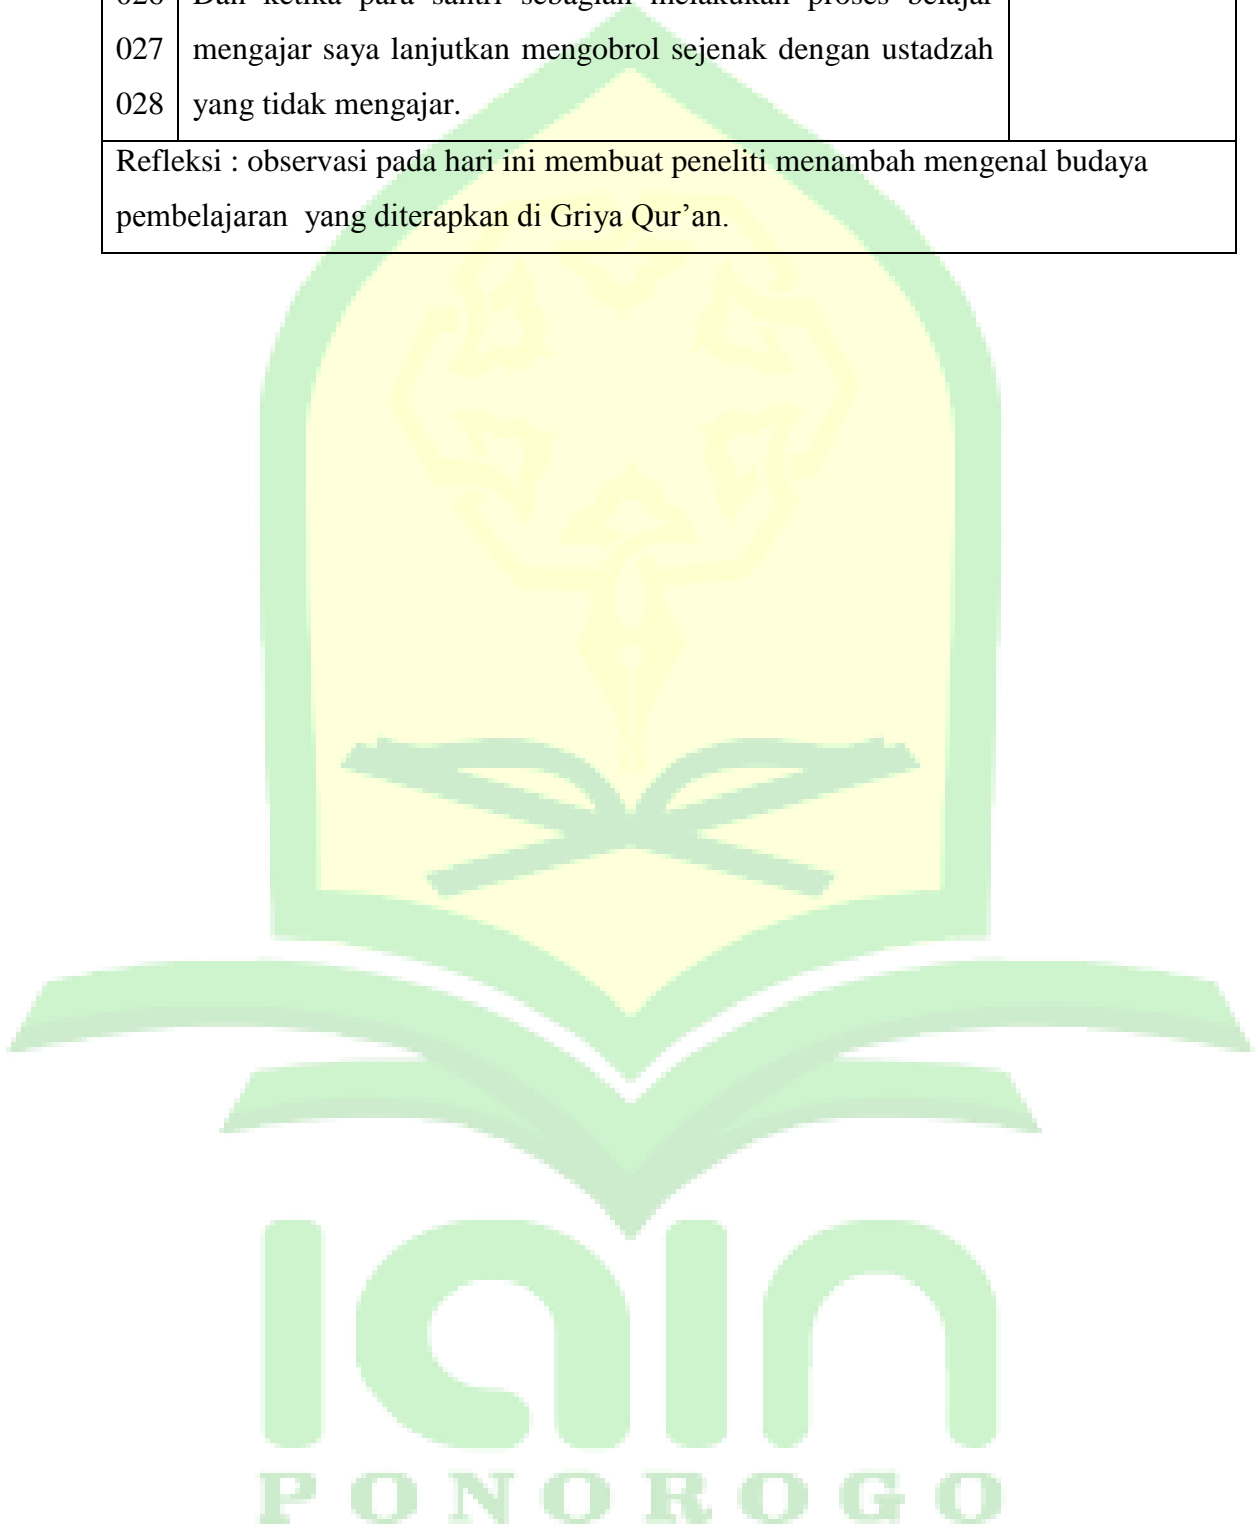 026 Dan ketika para santri sebagian melakukan proses belajar
027 mengajar saya lanjutkan mengobrol sejenak dengan ustadzah
028 yang tidak mengajar.
Refleksi : observasi pada hari ini membuat peneliti menambah mengenal budaya
pembelajaran yang diterapkan di Griya Qur’an.
iain
PONOROGO